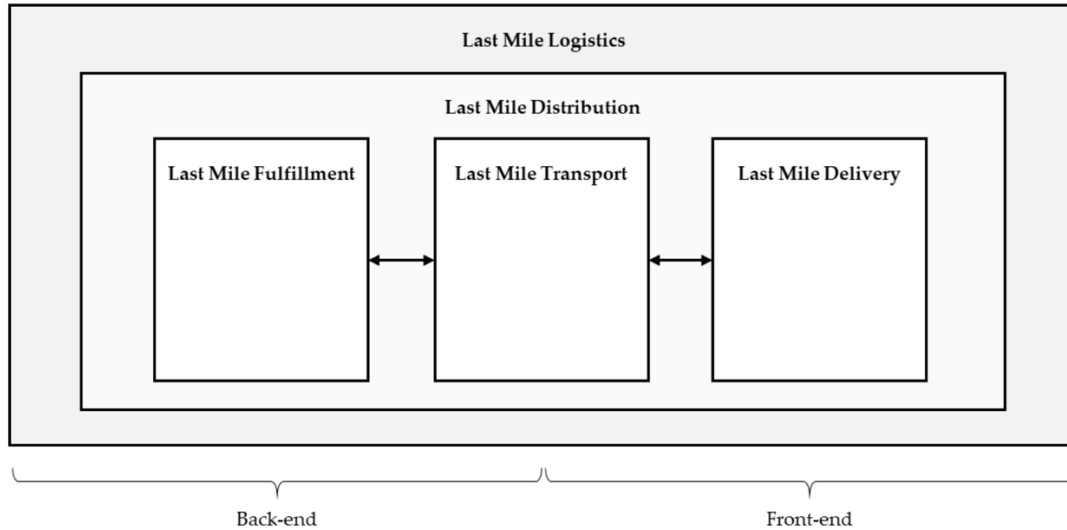 Last Mile Logistics
Last Mile Distribution
Last Mile Fulfillment
Last Mile Transport
Last Mile Delivery
Back-end
Front-end